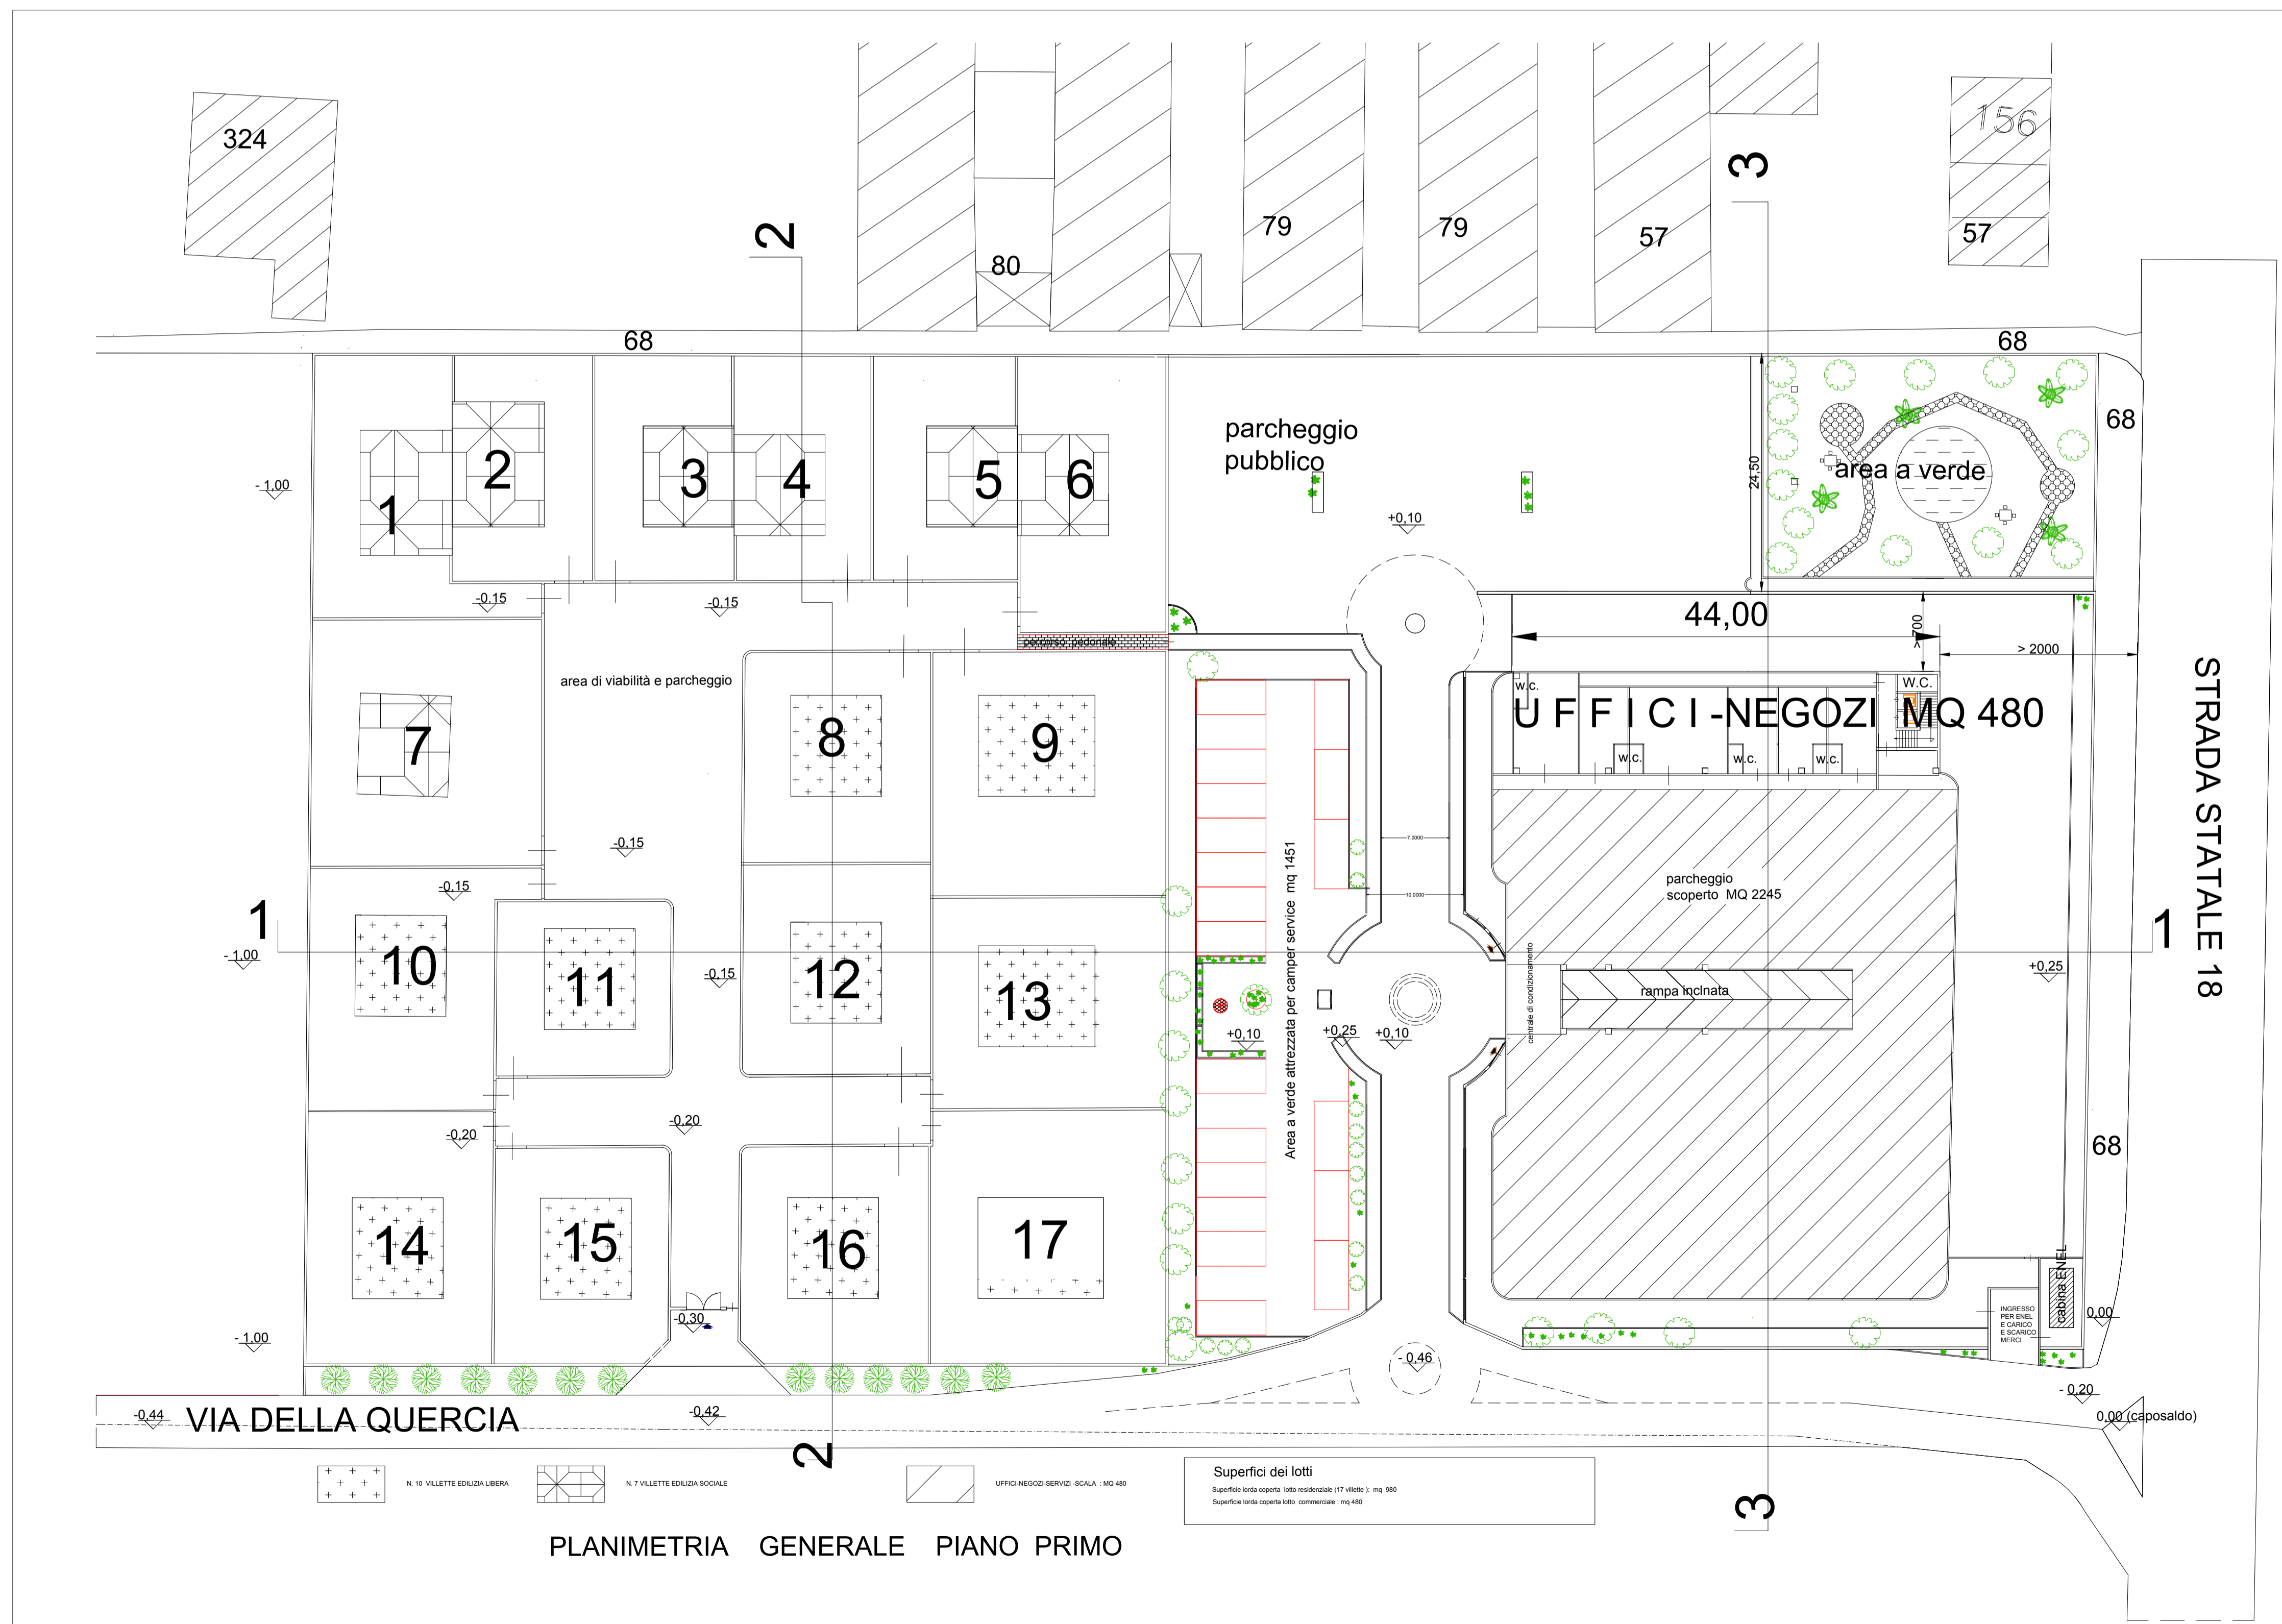 324
156
3
2
79
79
57
57
80
68
68
68
parcheggio
pubblico
area a verde
24,50
- 1,00
1
2
3
4
5
6
+0,10
-0,15
-0,15
percorso pedonale
44,00
>700
> 2000
area di viabilità e parcheggio
W.C.
W.C.
UFFICI-NEGOZI MQ 480
W.C.
W.C.
W.C.
7
8
9
7.0000
10.0000
-0,15
-0,15
parcheggio
scoperto MQ 2245
Area a verde attrezzata per camper service mq 1451
STRADA STATALE 18
1
1
- 1,00
10
11
12
13
-0,15
centrale di condizionamento
rampa inclnata
+0,25
+0,10
+0,25
+0,10
-0,20
-0,20
68
14
15
16
17
cabina ENEL
INGRESSO
PER ENEL
E CARICO
E SCARICO
MERCI
0,00
-0,30
- 1,00
- 0,46
- 0,20
0,00 (caposaldo)
-0,44
VIA DELLA QUERCIA
-0,42
2
3
N. 10 VILLETTE EDILIZIA LIBERA
N. 7 VILLETTE EDILIZIA SOCIALE
UFFICI-NEGOZI-SERVIZI -SCALA : MQ 480
Superfici dei lotti
Superficie lorda coperta lotto residenziale (17 villette ): mq 980
Superficie lorda coperta lotto commerciale : mq 480
PLANIMETRIA GENERALE PIANO PRIMO